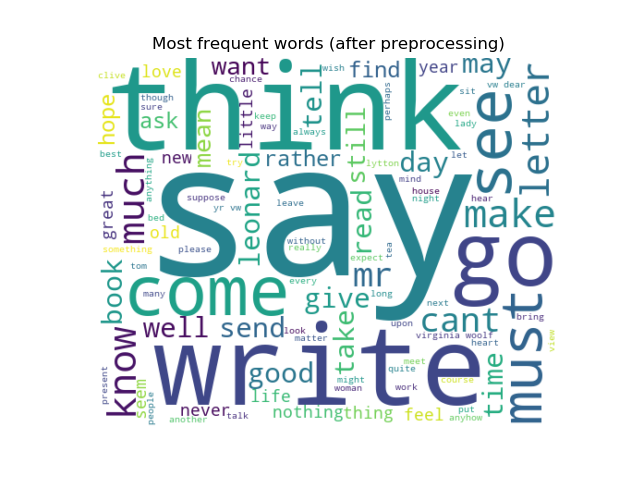 Most frequent words (after preprocessing)
clive love want tell find year may
chance wish vw dear
though sure think perhaps sit
hope ask mean little keep way always see letter
even lady
best new try rather still day lytton let
much anything leonard read mind
great suppose yr vw leave say house night hear make
bed old without
something please really expect tea go
tom every
book come mr long
many give next must
know well send look take matter upon cant bring
virginia woolf heart
write view
present seem good might meet quite time
people life woman work course
never nothing thing feel put
another talk anyhow